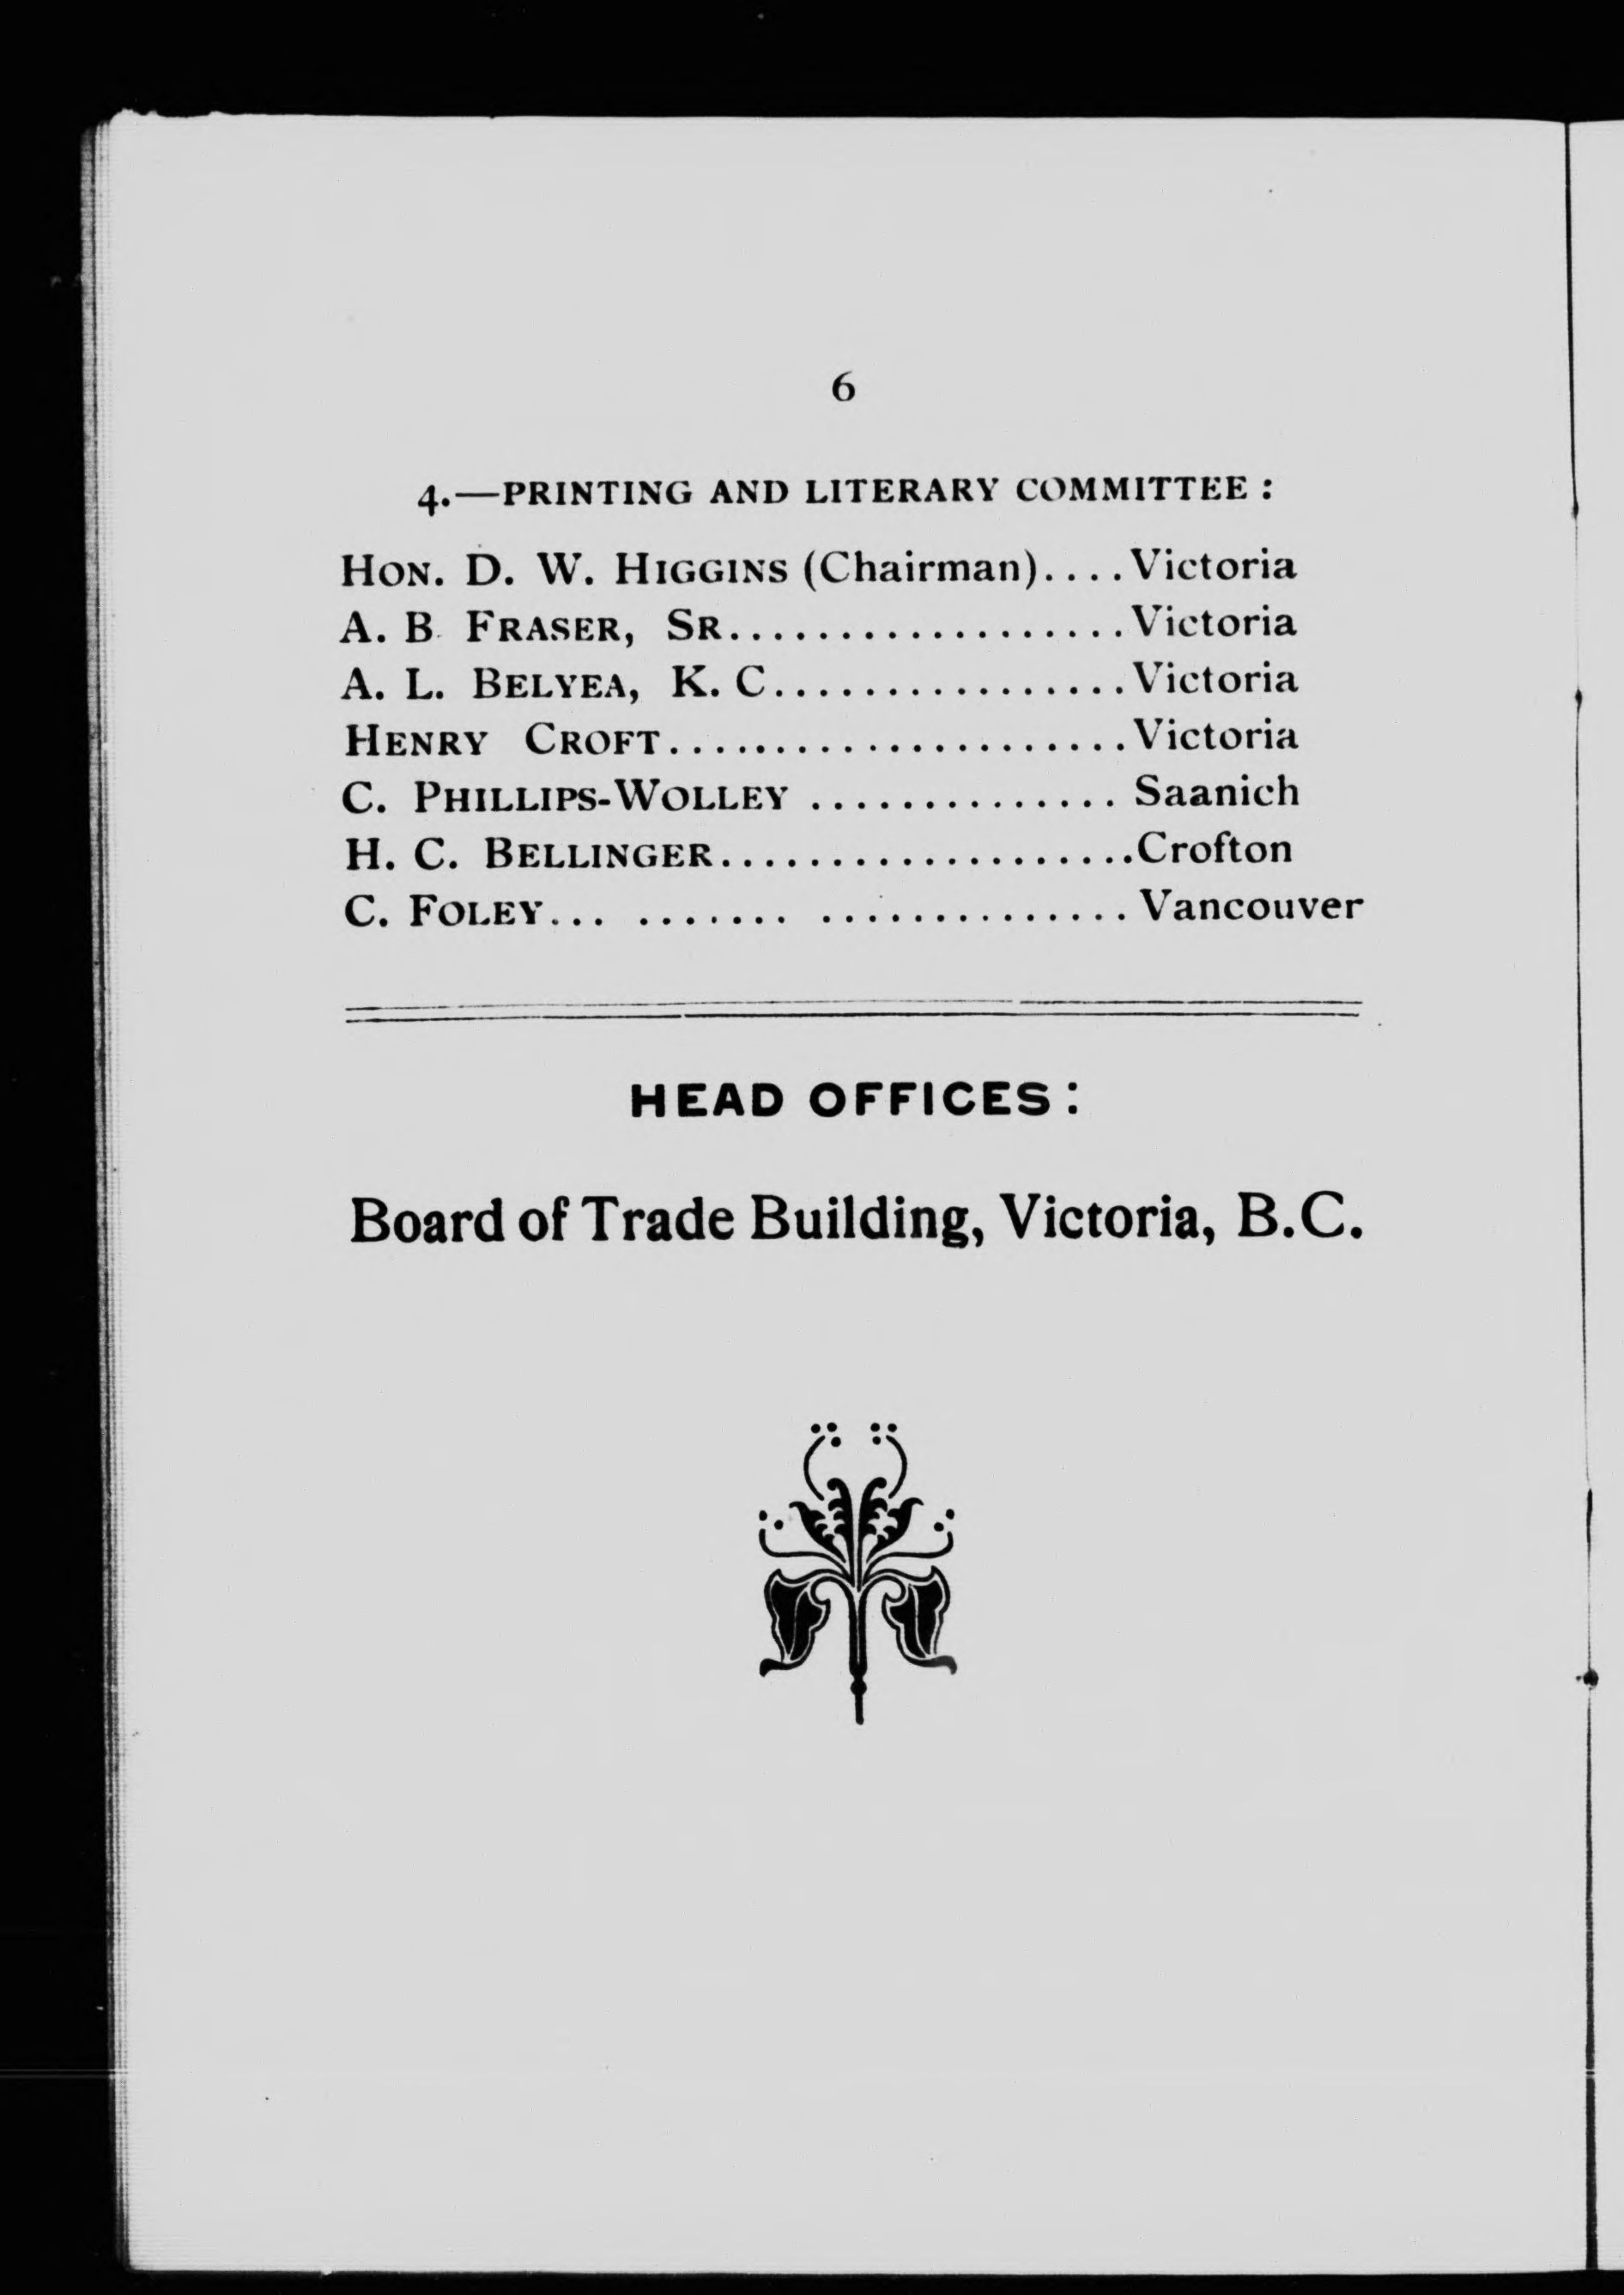 6
4.—PRINTING AND LITERARY COMMITTEE :
HON. D. W. HIGGINS (Chairman)....Victoria
A. B. FRASER, SR..................Victoria
A. L. BELYEA, K. C................Victoria
HENRY CROFT.....................Victoria
C. PHILLIPS-WOLLEY .............. Saanich
H. C. BELLINGER...................Crofton
C. FOLEY... ....... .............. Vancouver
HEAD OFFICES:
Board of Trade Building, Victoria, B.C.